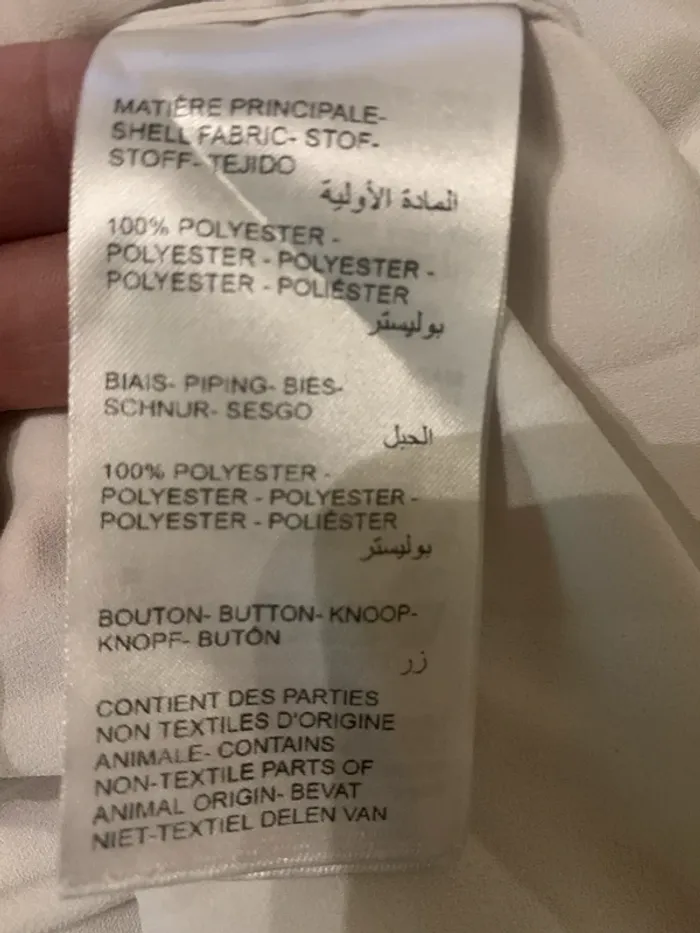 MATIÈRE PRINCIPALE-
SHELL FABRIC- STOF-
STOFF- TEJIDO
المادة الأولية
100% POLYESTER -
POLYESTER - POLYESTER -
POLYESTER - POLIÉSTER
بوليستر
BIAIS- PIPING- BIES-
SCHNUR- SESGO
الحبل
100% POLYESTER -
POLYESTER - POLYESTER -
POLYESTER - POLIÉSTER
بوليستر
BOUTON- BUTTON- KNOOP-
KNOPF- BUTÓN
زر
CONTIENT DES PARTIES
NON TEXTILES D'ORIGINE
ANIMALE- CONTAINS
NON-TEXTILE PARTS OF
ANIMAL ORIGIN- BEVAT
NIET-TEXTIEL DELEN VAN